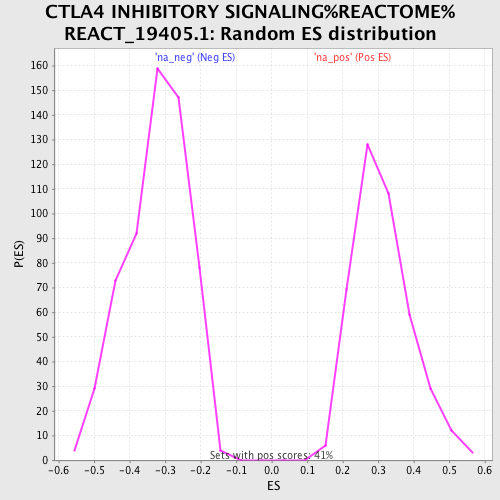 CTLA4 INHIBITORY SIGNALING%REACTOME%
REACT_19405.1: Random ES distribution
'na_neg' (Neg ES) 'na_pos' (Pos ES)
160
150
140
130
120
110
100
90
80
70
60
50
40
30
20
10
0
P(ES)
Sets with pos scores: 41%
-0.6 -0.5 -0.4 -0.3 -0.2 -0.1 0.0 0.1 0.2 0.3 0.4 0.5 0.6
ES